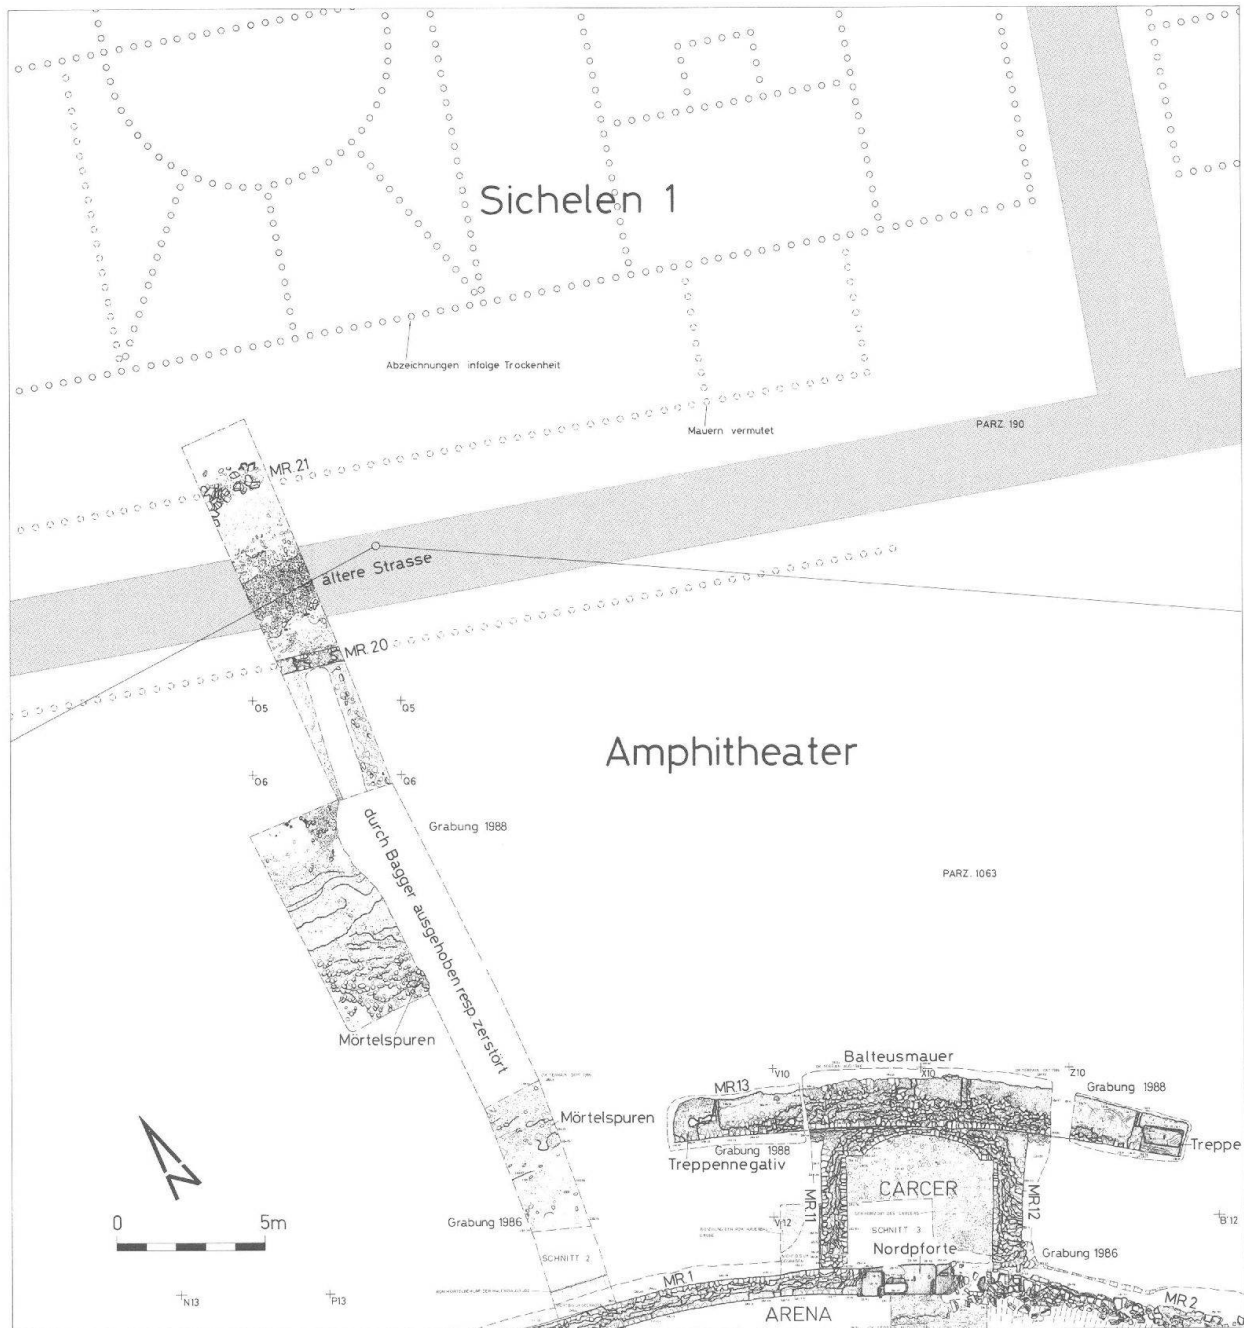 Sichelen 1
Abzeichnungen infolge Trockenheit
Mauern vermutet
PARZ. 190
MR. 21
ältere Strasse
MR. 20
O5
Q5
Amphitheater
O6
Q6
Grabung 1988
durch Bagger ausgehoben resp. zerstört
PARZ. 1063
Mörtelspuren
Balteusmauer
V10
X10
Z10
MR. 13
Grabung 1988
Mörtelspuren
Grabung 1988
Treppennegativ
Treppe
CARCER
MR. 11
MR. 12
0
5m
Grabung 1986
V12
B'12
SCHNITT 3
SCHNITT 2
Nordpforte
Grabung 1986
MR. 1
MR. 2
N13
P13
ARENA